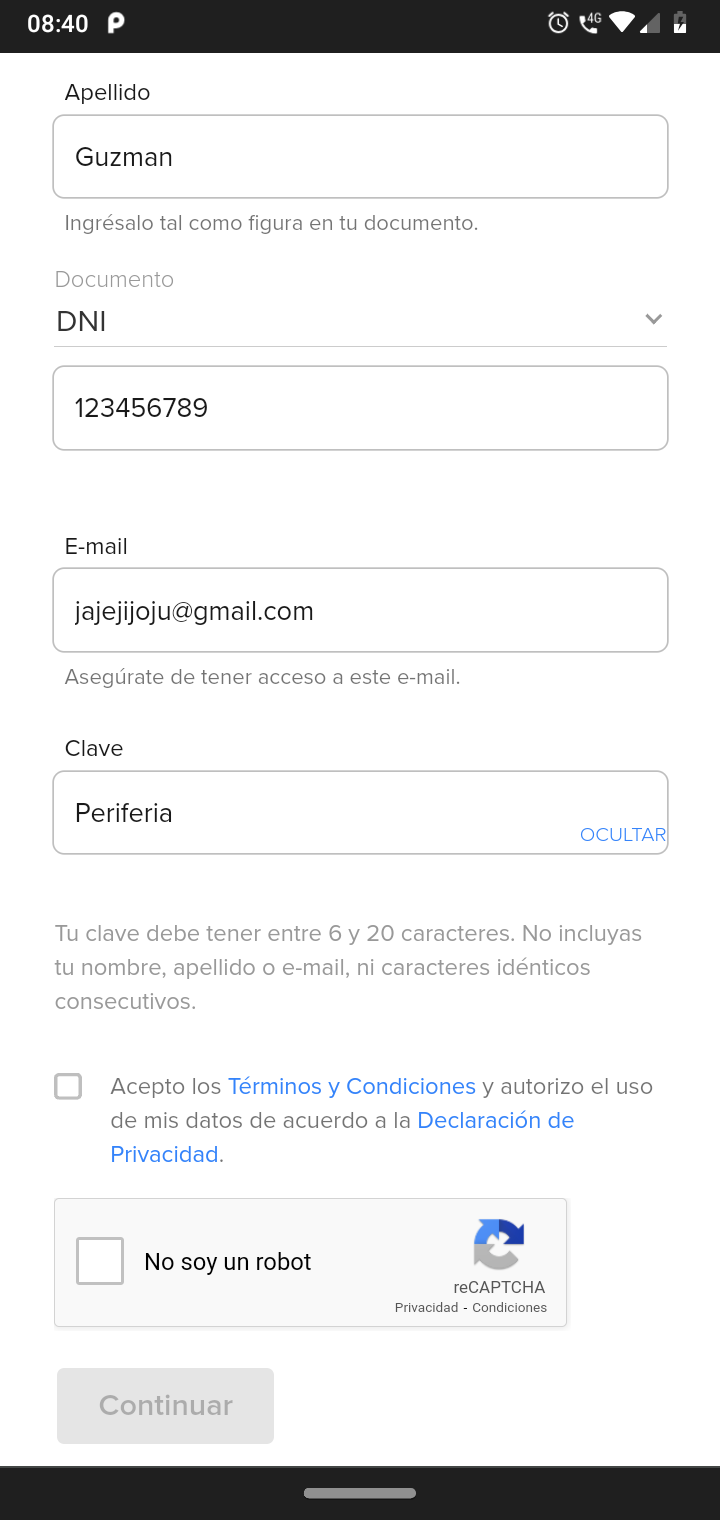 08:40
4G
Apellido
Guzman
Ingrésalo tal como figura en tu documento.
Documento
DNI
123456789
E-mail
jajejijoju@gmail.com
Asegúrate de tener acceso a este e-mail.
Clave
Periferia
OCULTAR
Tu clave debe tener entre 6 y 20 caracteres. No incluyas
tu nombre, apellido o e-mail, ni caracteres idénticos
consecutivos.
Acepto los Términos y Condiciones y autorizo el uso
de mis datos de acuerdo a la Declaración de
Privacidad.
No soy un robot
reCAPTCHA
Privacidad - Condiciones
Continuar